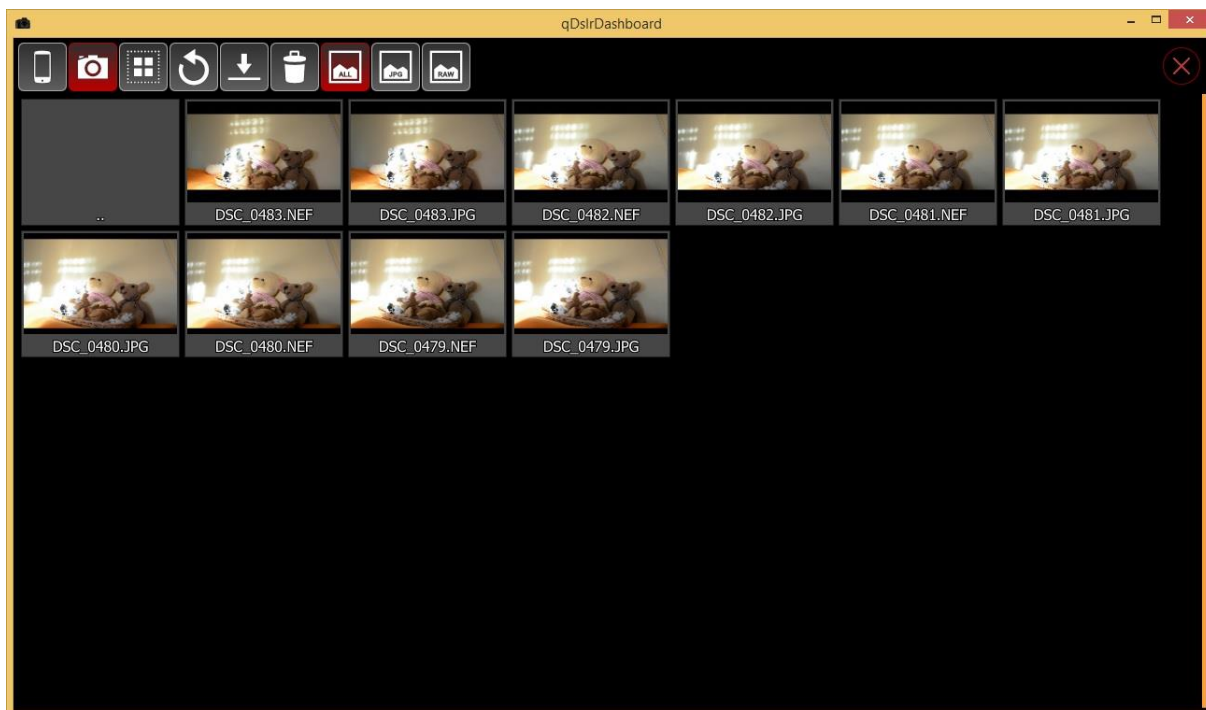 qDslrDashboard
ALL JPG RAW
..
DSC_0483.NEF
DSC_0483.JPG
DSC_0482.NEF
DSC_0482.JPG
DSC_0481.NEF
DSC_0481.JPG
DSC_0480.JPG
DSC_0480.NEF
DSC_0479.NEF
DSC_0479.JPG